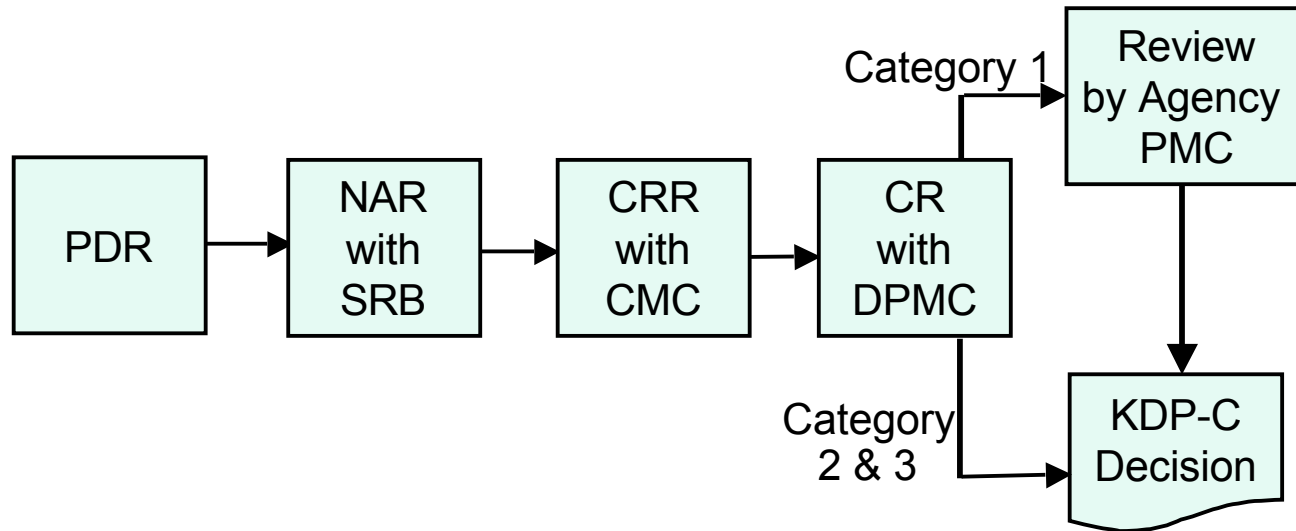 PDR
NAR
with
SRB
CRR
with
CMC
CR
with
DPMC
Category 1
Review
by Agency
PMC
Category
2 & 3
KDP-C
Decision